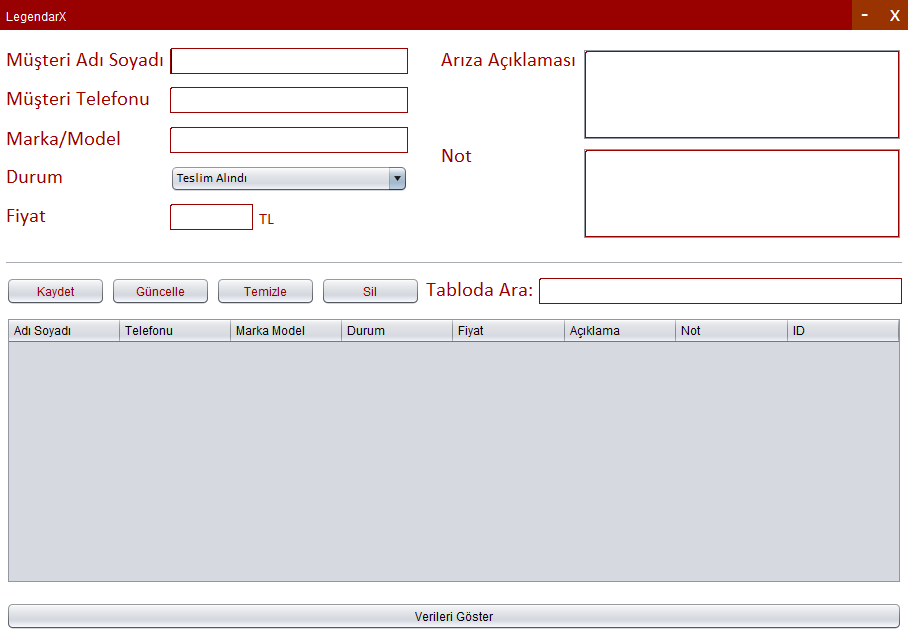 LegendarX
- X
Müşteri Adı Soyadı
Müşteri Telefonu
Marka/Model
Durum Teslim Alındı
Fiyat TL
Arıza Açıklaması
Not
Kaydet Güncelle Temizle Sil Tabloda Ara:
Adı Soyadı Telefonu Marka Model Durum Fiyat Açıklama Not ID
Verileri Göster